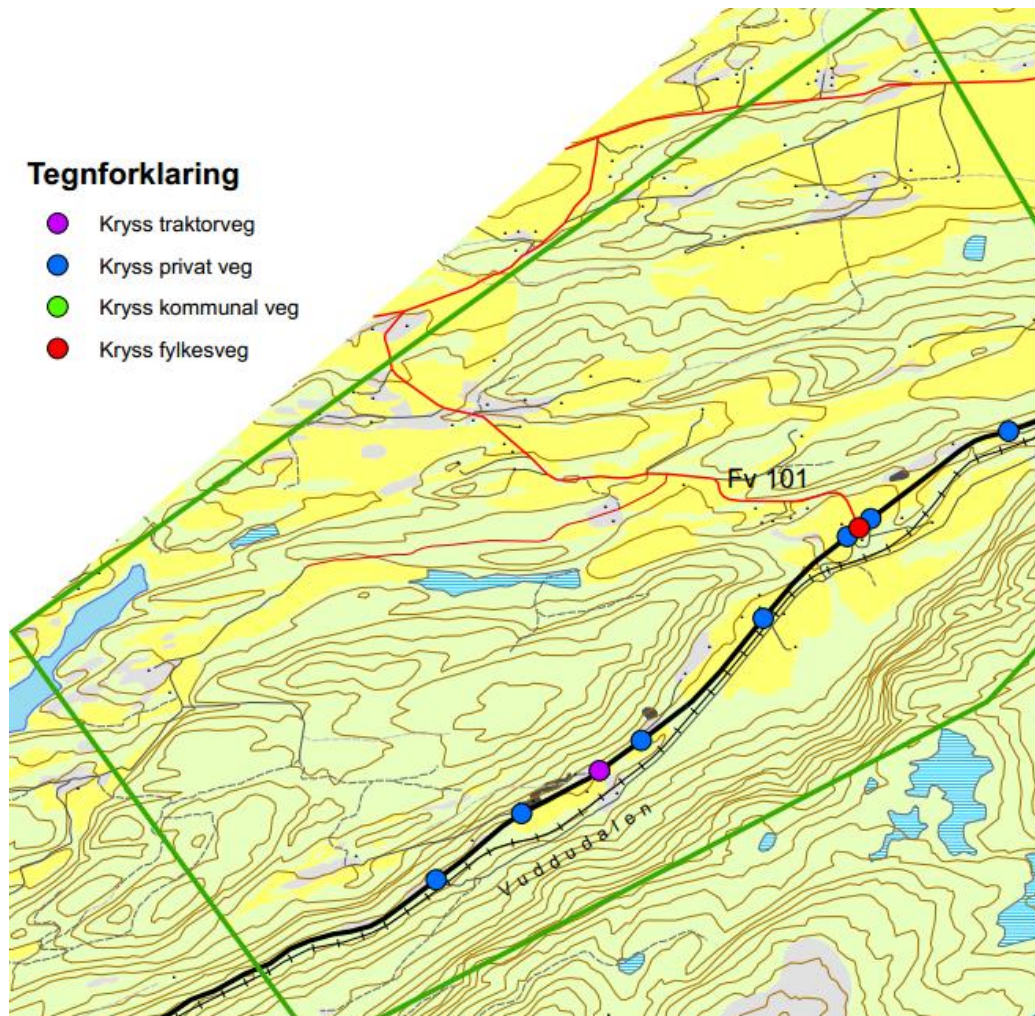 Tegnforklaring
Kryss traktorveg
Kryss privat veg
Kryss kommunal veg
Kryss fylkesveg
Fv 101
Vuddudalen